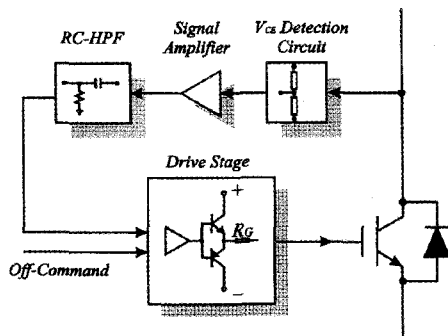 RC-HPF
Signal
Amplifier
VCE Detection
Circuit
Drive Stage
+
RG
−
Off-Command